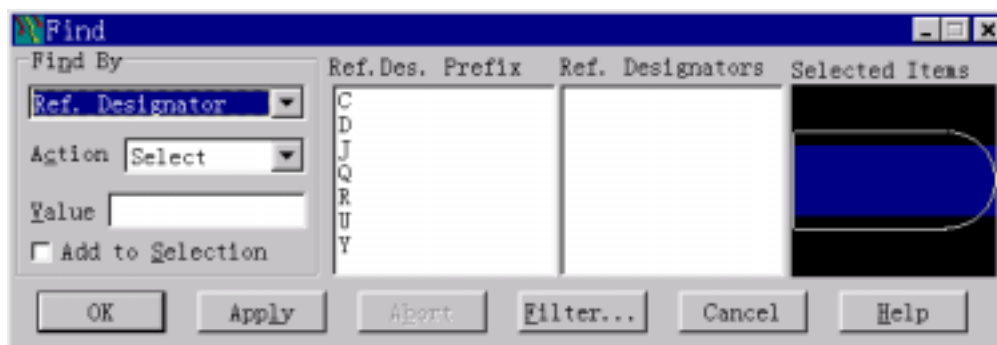 Find
Find By
Ref. Designator
Action Select
Value
Add to Selection
Ref.Des. Prefix
C
D
J
Q
R
U
Y
Ref. Designators
Selected Items
OK Apply Abort Filter... Cancel Help